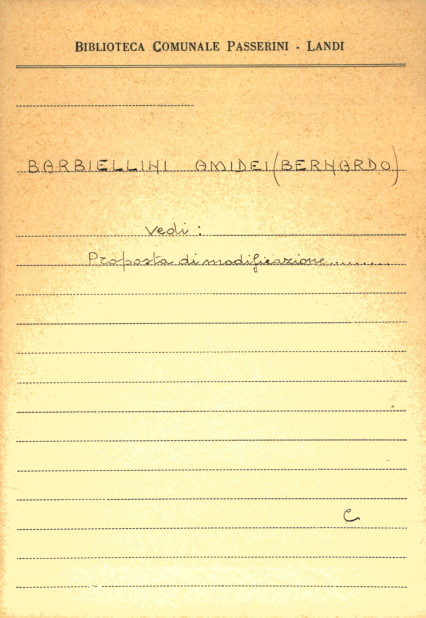 BIBLIOTECA COMUNALE PASSERINI - LANDI
BARBIELLINI AMIDEI (BERNARDO)
Vedi:
Proposta di modificazione.........
C